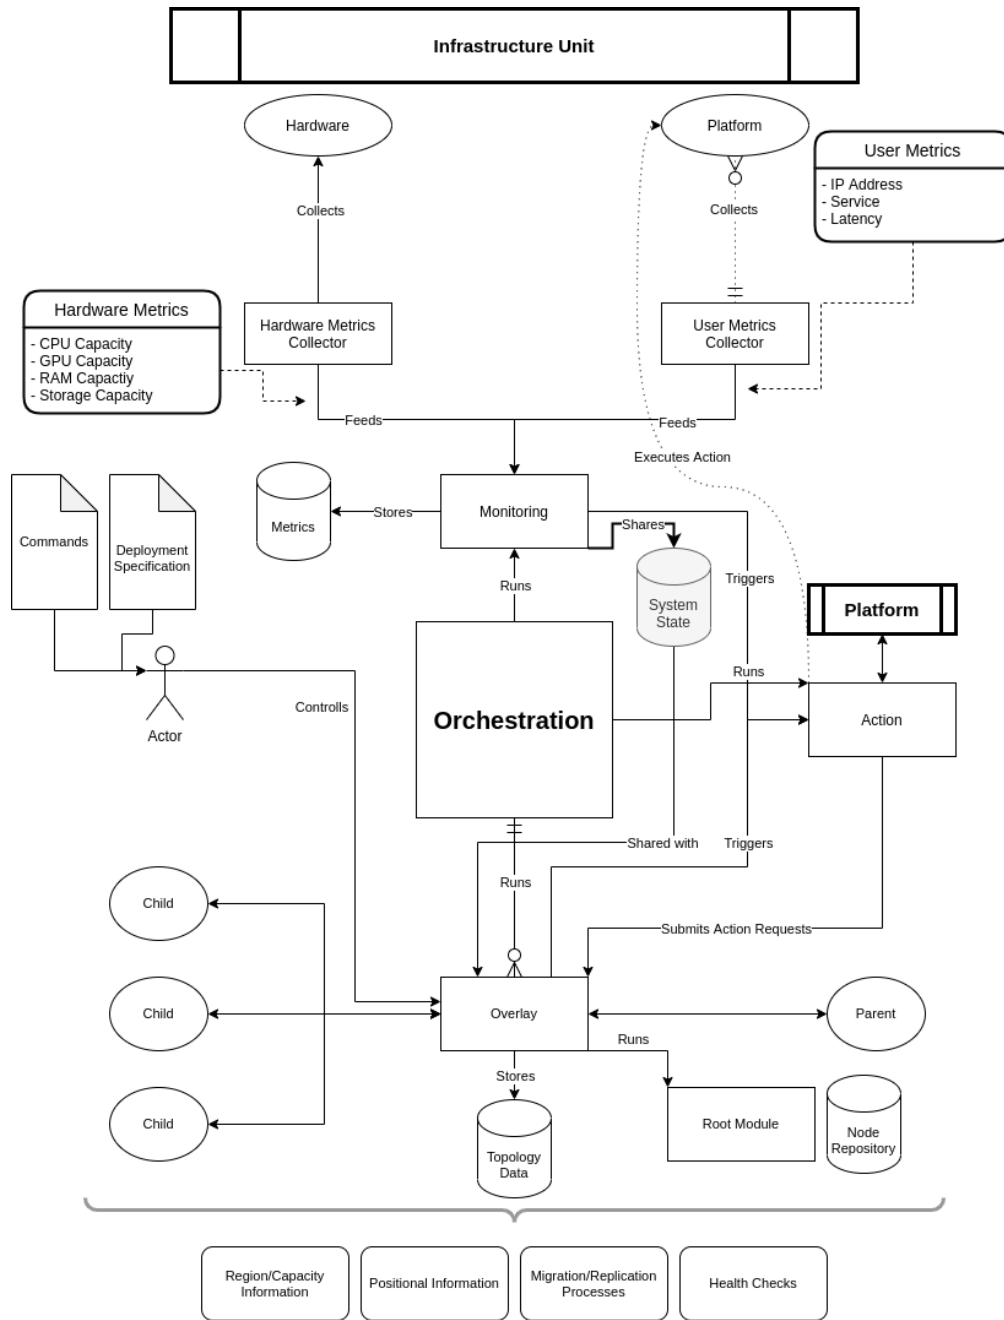 Infrastructure Unit
Hardware
Platform
User Metrics
- IP Address
- Service
- Latency
Collects
Collects
Hardware Metrics
- CPU Capacity
- GPU Capacity
- RAM Capactiy
- Storage Capacity
Hardware Metrics
Collector
User Metrics
Collector
Feeds
Feeds
Executes Action
Commands
Deployment
Specification
Metrics
Stores
Monitoring
Shares
System
State
Triggers
Runs
Platform
Runs
Action
Orchestration
Controlls
Actor
Shared with
Triggers
Runs
Submits Action Requests
Child
Child
Child
Overlay
Parent
Runs
Stores
Root Module
Node
Repository
Topology
Data
Region/Capacity
Information
Positional Information
Migration/Replication
Processes
Health Checks